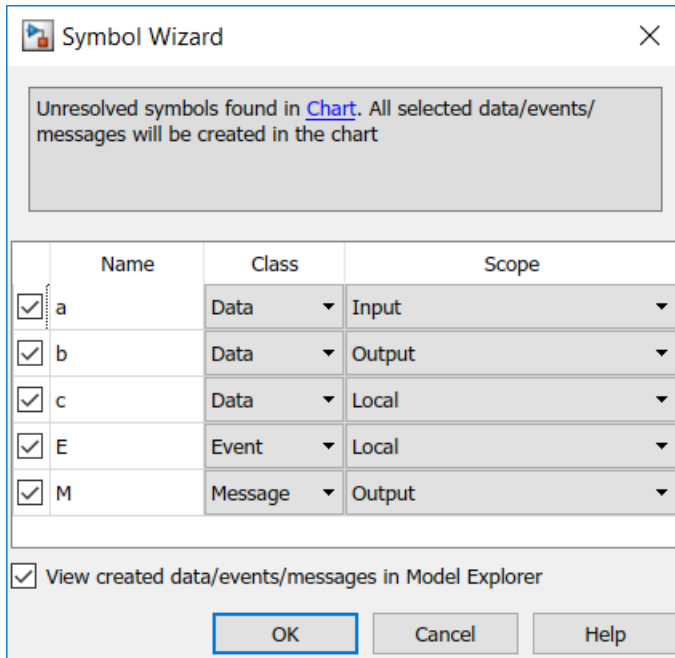 Symbol Wizard
Unresolved symbols found in Chart. All selected data/events/
messages will be created in the chart
Name Class Scope
a Data Input
b Data Output
c Data Local
E Event Local
M Message Output
View created data/events/messages in Model Explorer
OK Cancel Help